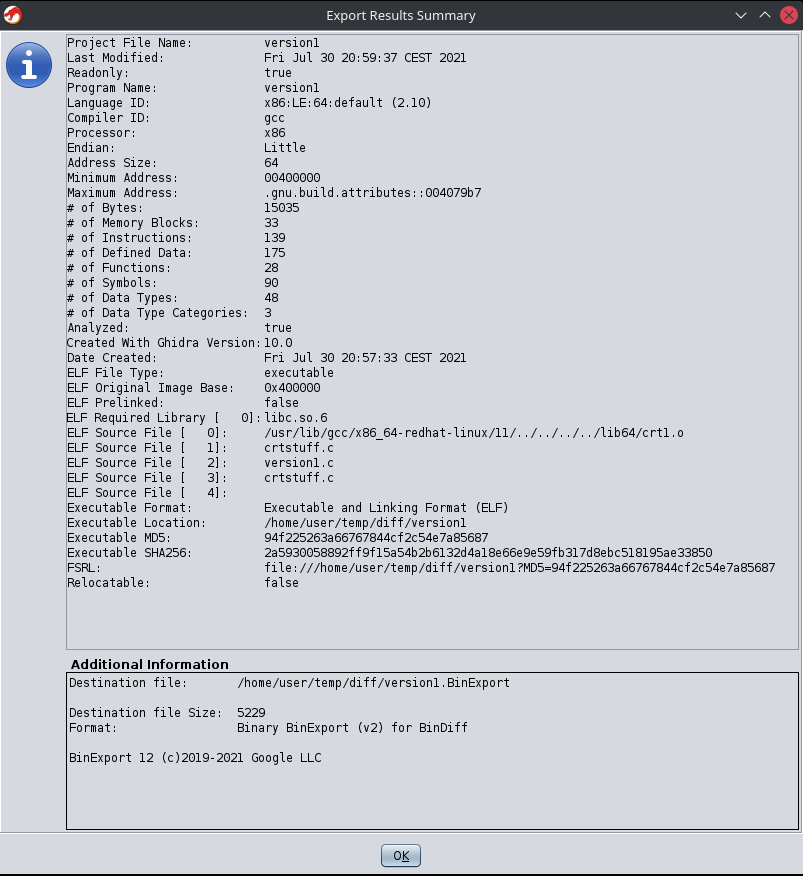 Export Results Summary
Project File Name: version1
Last Modified: Fri Jul 30 20:59:37 CEST 2021
Readonly: true
Program Name: version1
Language ID: x86:LE:64:default (2.10)
Compiler ID: gcc
Processor: x86
Endian: Little
Address Size: 64
Minimum Address: 00400000
Maximum Address: .gnu.build.attributes::004079b7
# of Bytes: 15035
# of Memory Blocks: 33
# of Instructions: 139
# of Defined Data: 175
# of Functions: 28
# of Symbols: 90
# of Data Types: 48
# of Data Type Categories: 3
Analyzed: true
Created With Ghidra Version: 10.0
Date Created: Fri Jul 30 20:57:33 CEST 2021
ELF File Type: executable
ELF Original Image Base: 0x400000
ELF Prelinked: false
ELF Required Library [ 0]: libc.so.6
ELF Source File [ 0]: /usr/lib/gcc/x86_64-redhat-linux/11/../../../../lib64/crt1.o
ELF Source File [ 1]: crtstuff.c
ELF Source File [ 2]: version1.c
ELF Source File [ 3]: crtstuff.c
ELF Source File [ 4]:
Executable Format: Executable and Linking Format (ELF)
Executable Location: /home/user/temp/diff/version1
Executable MD5: 94f225263a66767844cf2c54e7a85687
Executable SHA256: 2a5930058892ff9f15a54b2b6132d4a18e66e9e59fb317d8ebc518195ae33850
FSRL: file:///home/user/temp/diff/version1?MD5=94f225263a66767844cf2c54e7a85687
Relocatable: false
Additional Information
Destination file: /home/user/temp/diff/version1.BinExport
Destination file Size: 5229
Format: Binary BinExport (v2) for BinDiff
BinExport 12 (c)2019-2021 Google LLC
OK